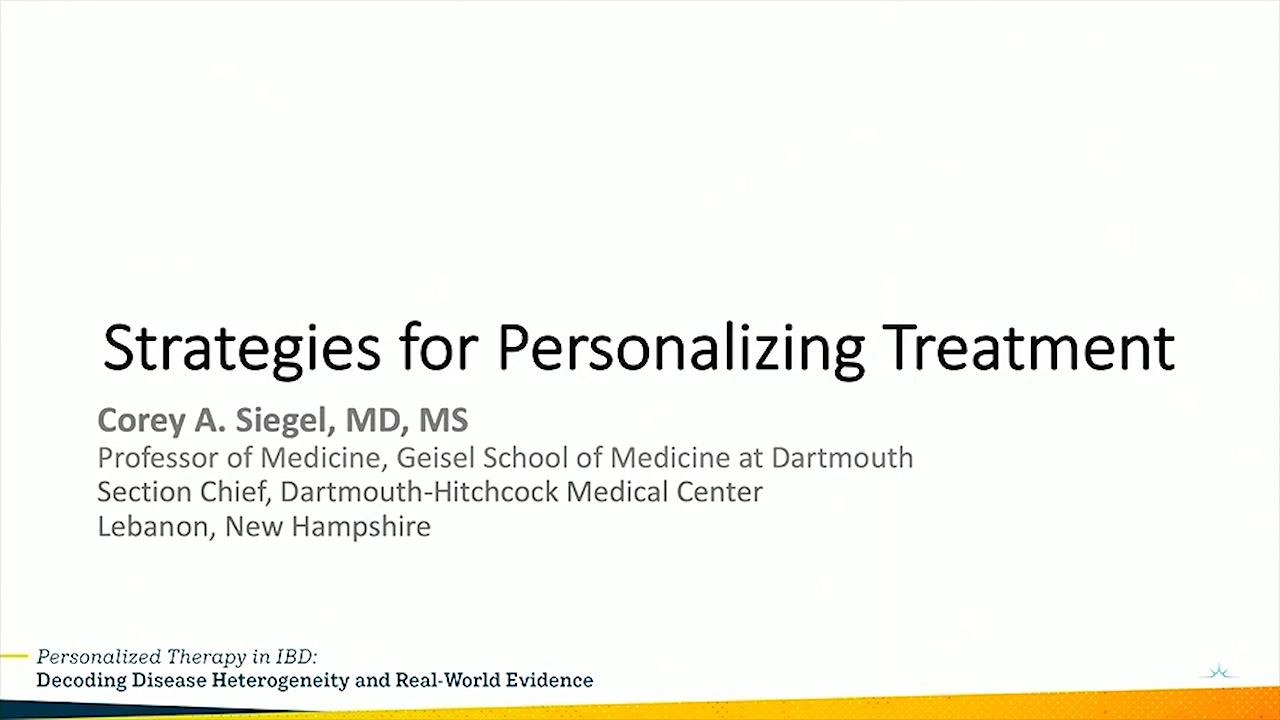 Strategies for Personalizing Treatment
Corey A. Siegel, MD, MS
Professor of Medicine, Geisel School of Medicine at Dartmouth
Section Chief, Dartmouth-Hitchcock Medical Center
Lebanon, New Hampshire
Personalized Therapy in IBD:
Decoding Disease Heterogeneity and Real-World Evidence